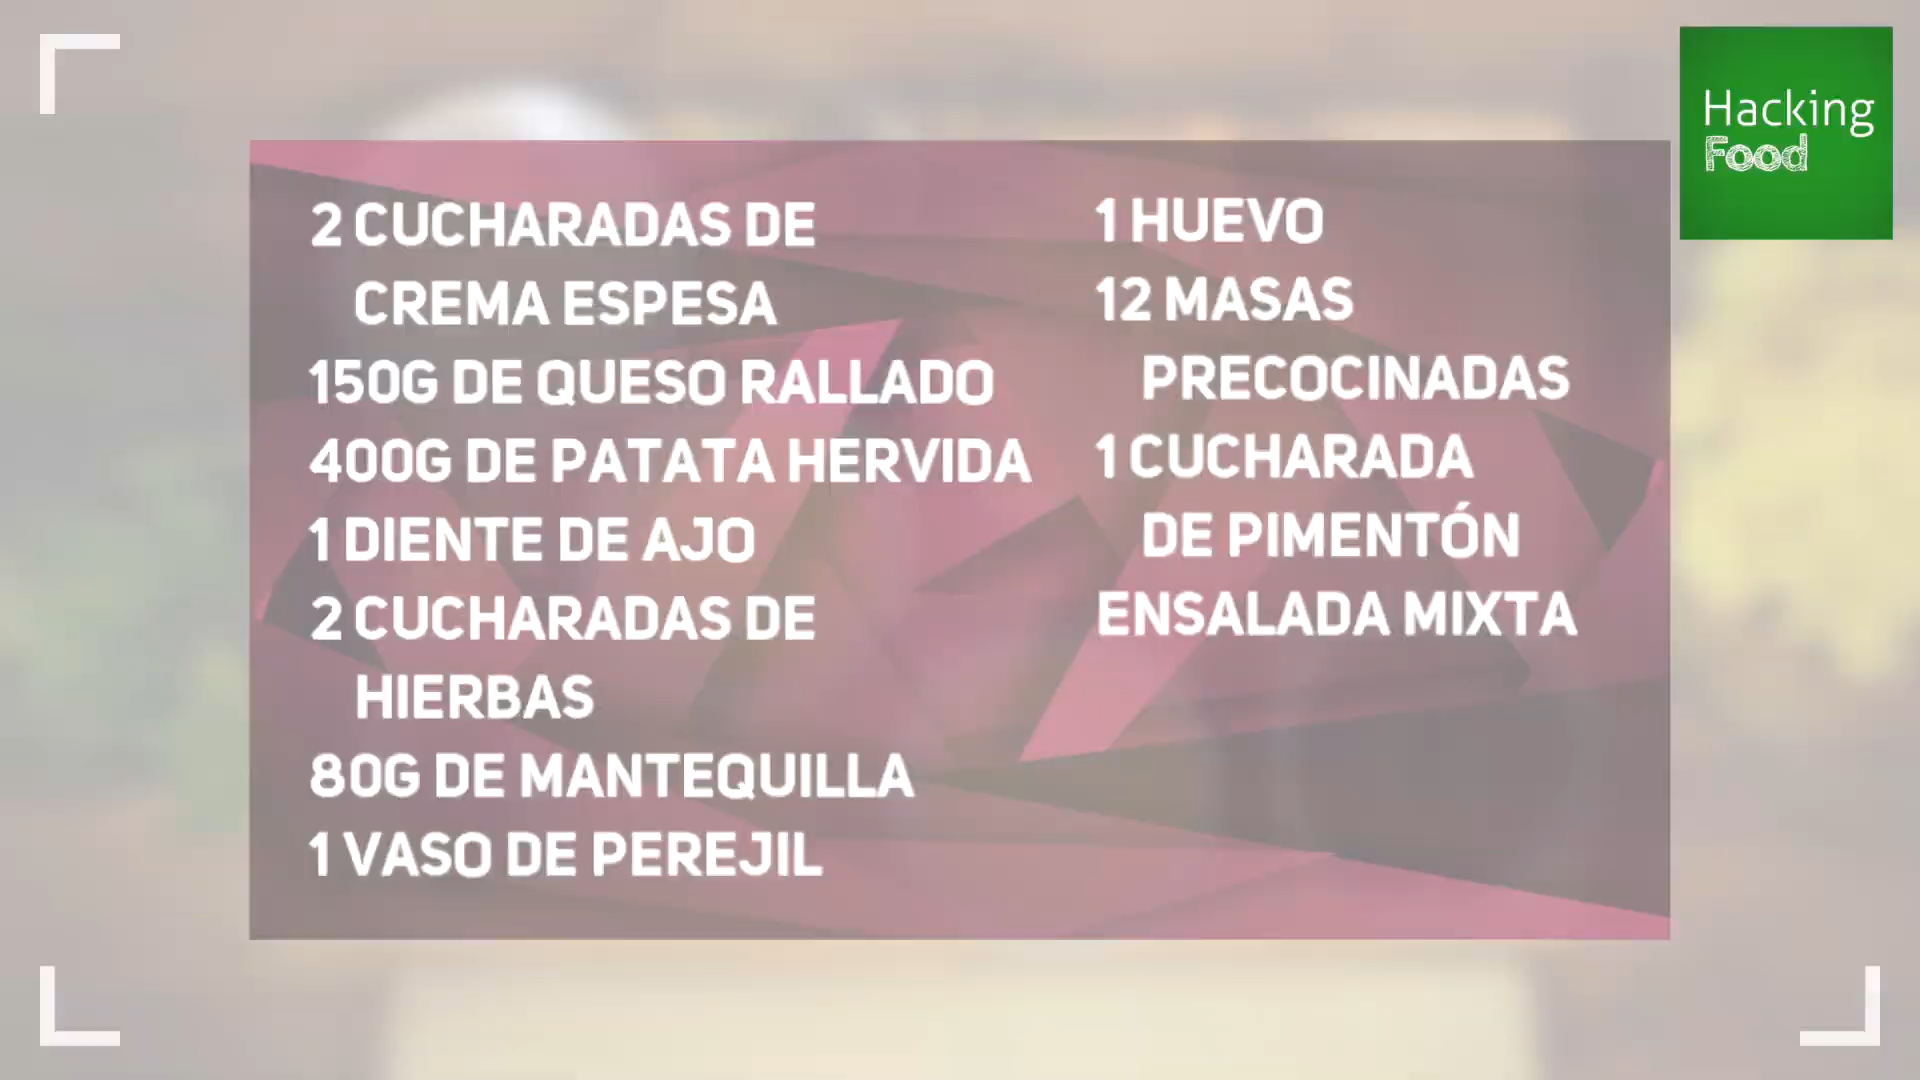 Hacking
Food
2 CUCHARADAS DE
CREMA ESPESA
150G DE QUESO RALLADO
400G DE PATATA HERVIDA
1 DIENTE DE AJO
2 CUCHARADAS DE
HIERBAS
80G DE MANTEQUILLA
1 VASO DE PEREJIL
1 HUEVO
12 MASAS
PRECOCINADAS
1 CUCHARADA
DE PIMENTÓN
ENSALADA MIXTA